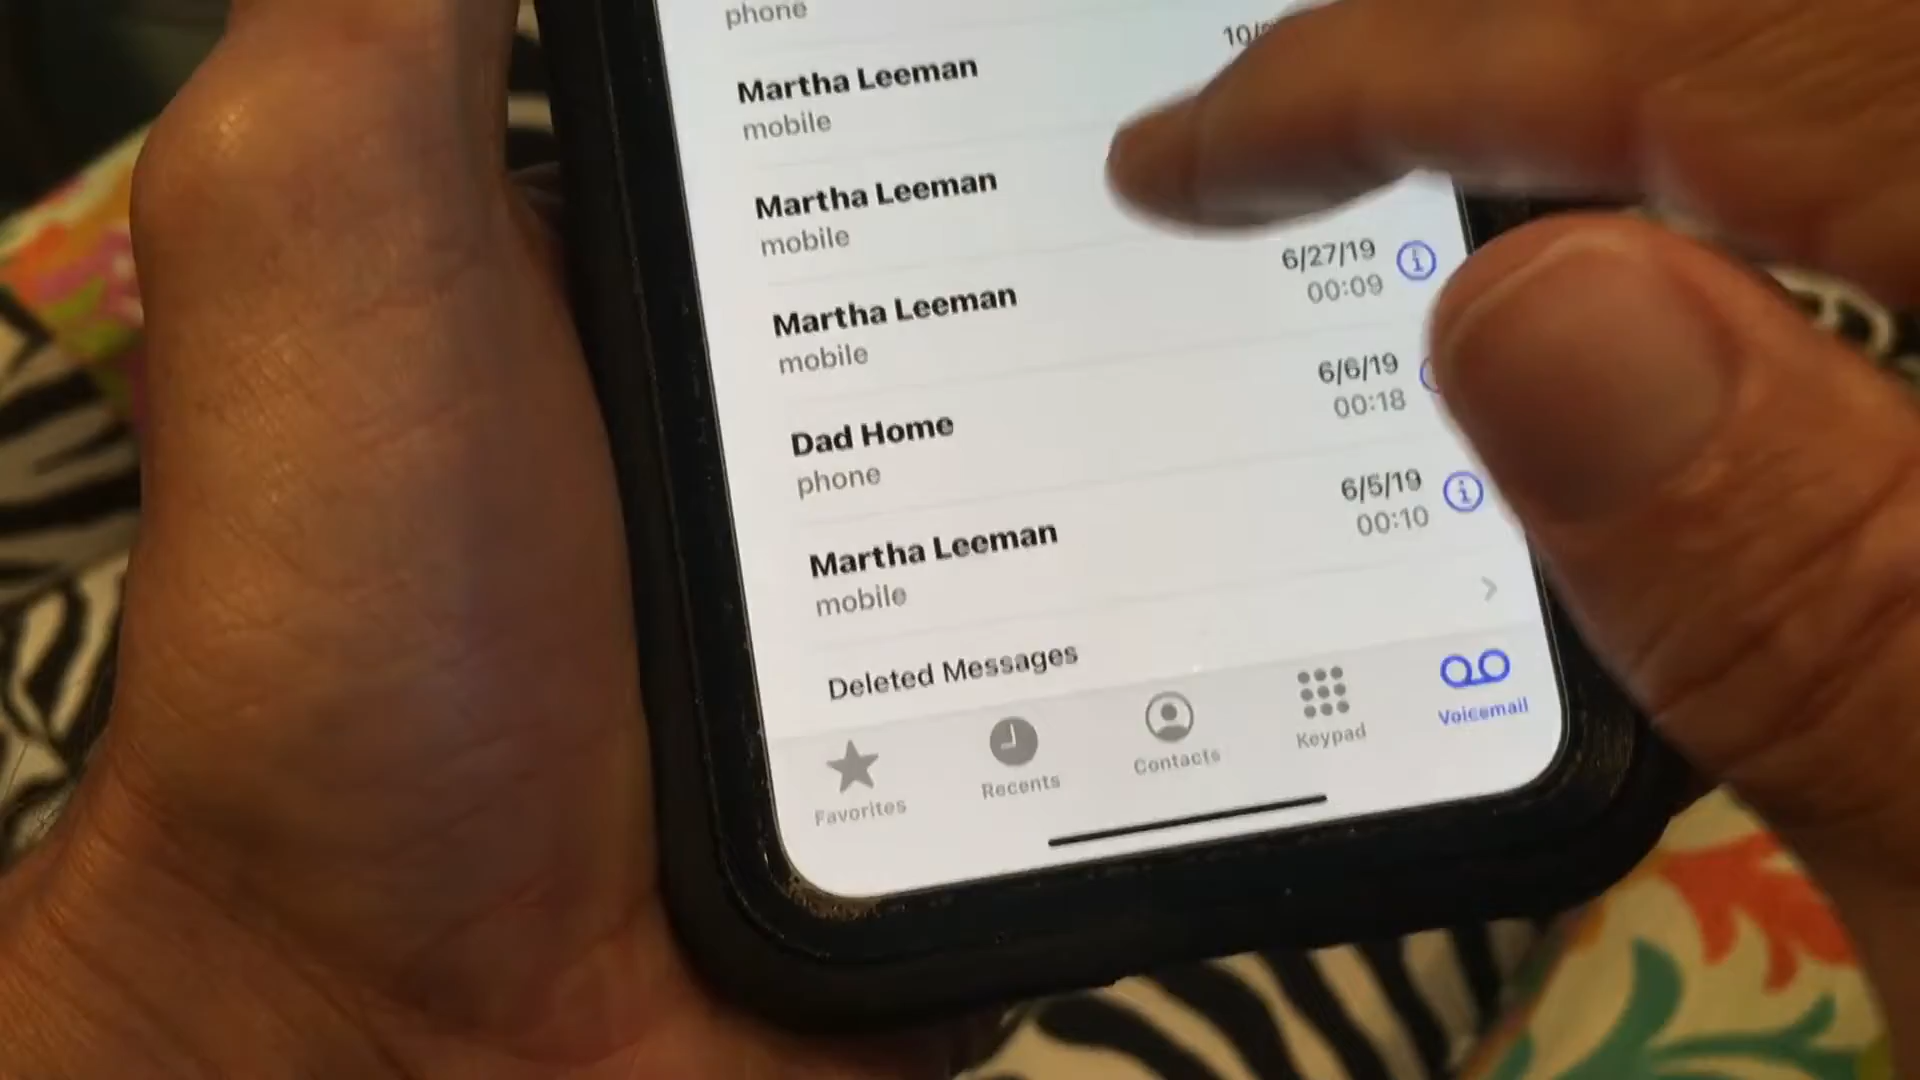 phone
10/
Martha Leeman
mobile
Martha Leeman
mobile
6/27/19
Martha Leeman
00:09
mobile
6/6/19
Dad Home
00:18
phone
6/5/19
Martha Leeman
00:10
mobile
Deleted Messages
Favorites
Recents
Contacts
Keypad
Voicemail